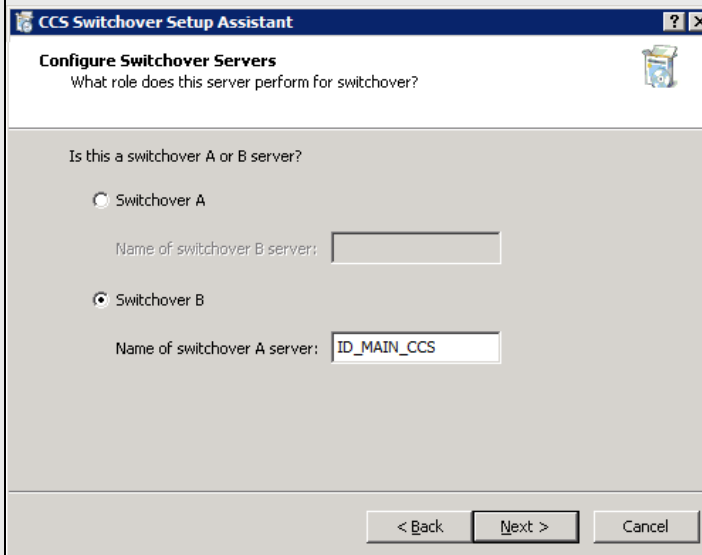 CCS Switchover Setup Assistant
Configure Switchover Servers
What role does this server perform for switchover?
Is this a switchover A or B server?
Switchover A
Name of switchover B server:
Switchover B
Name of switchover A server: ID_MAIN_CCS
< Back Next > Cancel